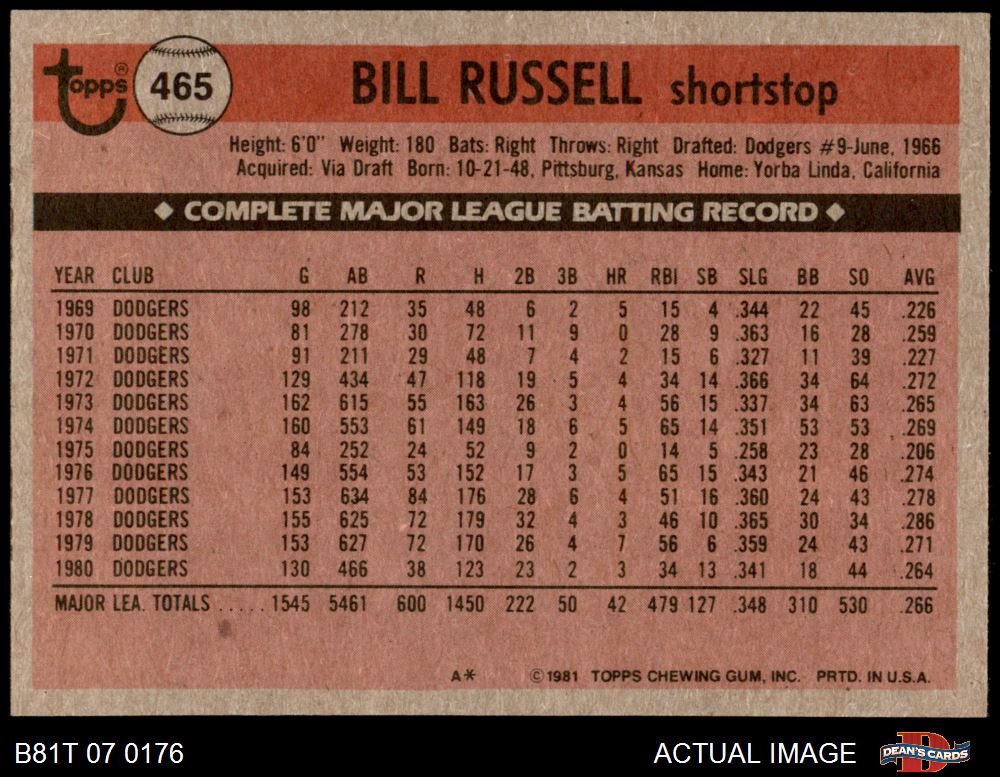 Topps® 465 BILL RUSSELL shortstop
Height: 6'0" Weight: 180 Bats: Right Throws: Right Drafted: Dodgers #9-June, 1966
Acquired: Via Draft Born: 10-21-48, Pittsburg, Kansas Home: Yorba Linda, California
◆ COMPLETE MAJOR LEAGUE BATTING RECORD ◆
YEAR CLUB G AB R H 2B 3B HR RBI SB SLG BB SO AVG
1969 DODGERS 98 212 35 48 6 2 5 15 4 .344 22 45 .226
1970 DODGERS 81 278 30 72 11 9 0 28 9 .363 16 28 .259
1971 DODGERS 91 211 29 48 7 4 2 15 6 .327 11 39 .227
1972 DODGERS 129 434 47 118 19 5 4 34 14 .366 34 64 .272
1973 DODGERS 162 615 55 163 26 3 4 56 15 .337 34 63 .265
1974 DODGERS 160 553 61 149 18 6 5 65 14 .351 53 53 .269
1975 DODGERS 84 252 24 52 9 2 0 14 5 .258 23 28 .206
1976 DODGERS 149 554 53 152 17 3 5 65 15 .343 21 46 .274
1977 DODGERS 153 634 84 176 28 6 4 51 16 .360 24 43 .278
1978 DODGERS 155 625 72 179 32 4 3 46 10 .365 30 34 .286
1979 DODGERS 153 627 72 170 26 4 7 56 6 .359 24 43 .271
1980 DODGERS 130 466 38 123 23 2 3 34 13 .341 18 44 .264
MAJOR LEA. TOTALS ..... 1545 5461 600 1450 222 50 42 479 127 .348 310 530 .266
A* ©1981 TOPPS CHEWING GUM, INC. PRTD. IN U.S.A.
B81T 07 0176 ACTUAL IMAGE D DEAN'S CARDS